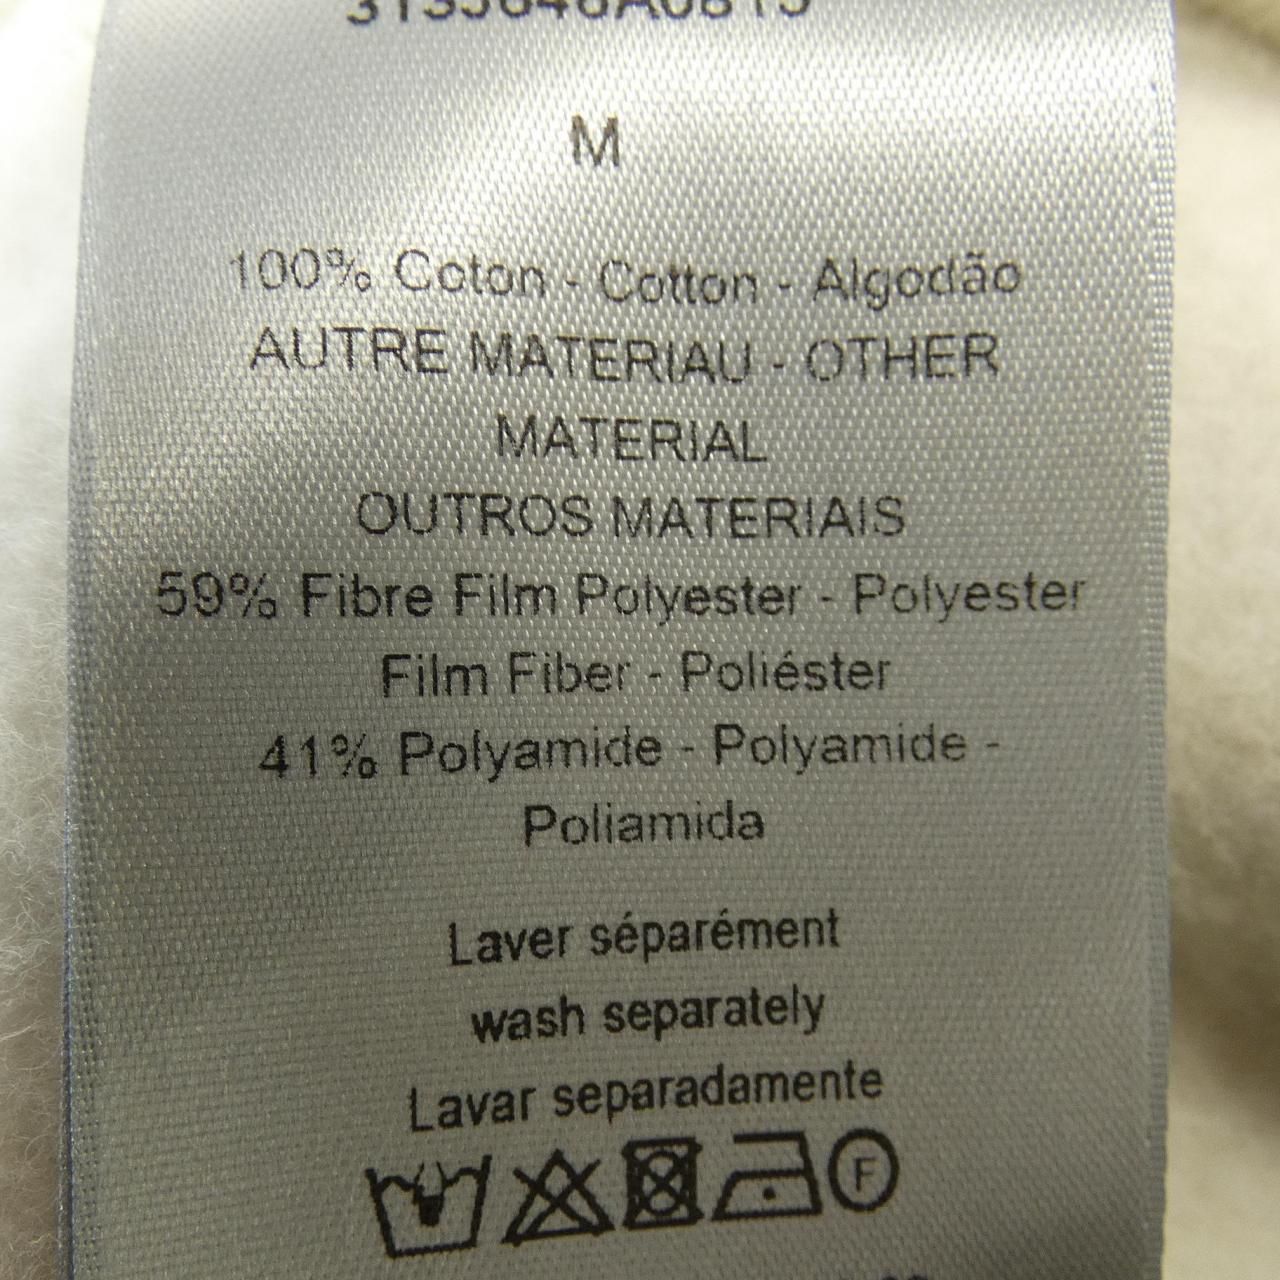 M
100% Coton - Cotton - Algodão
AUTRE MATERIAU - OTHER
MATERIAL
OUTROS MATERIAIS
59% Fibre Film Polyester - Polyester
Film Fiber - Poliéster
41% Polyamide - Polyamide -
Poliamida
Laver séparément
wash separately
Lavar separadamente
F